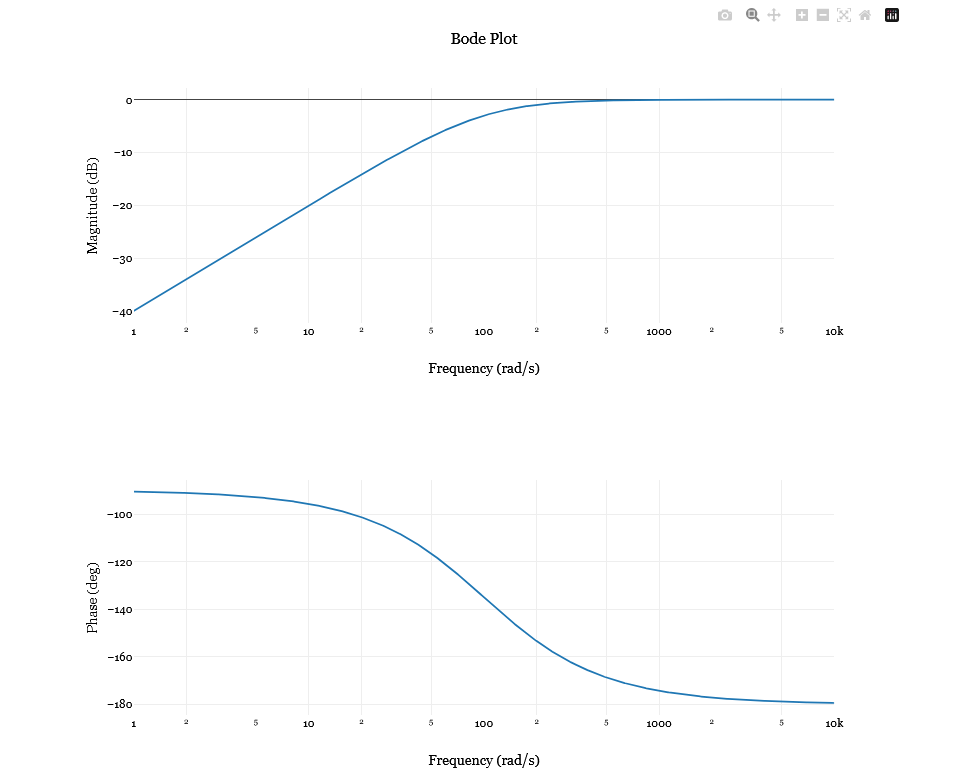 Bode Plot
0
−10
−20
−30
−40
Magnitude (dB)
1 2 5 10 2 5 100 2 5 1000 2 5 10k
Frequency (rad/s)
−100
−120
−140
−160
−180
Phase (deg)
1 2 5 10 2 5 100 2 5 1000 2 5 10k
Frequency (rad/s)